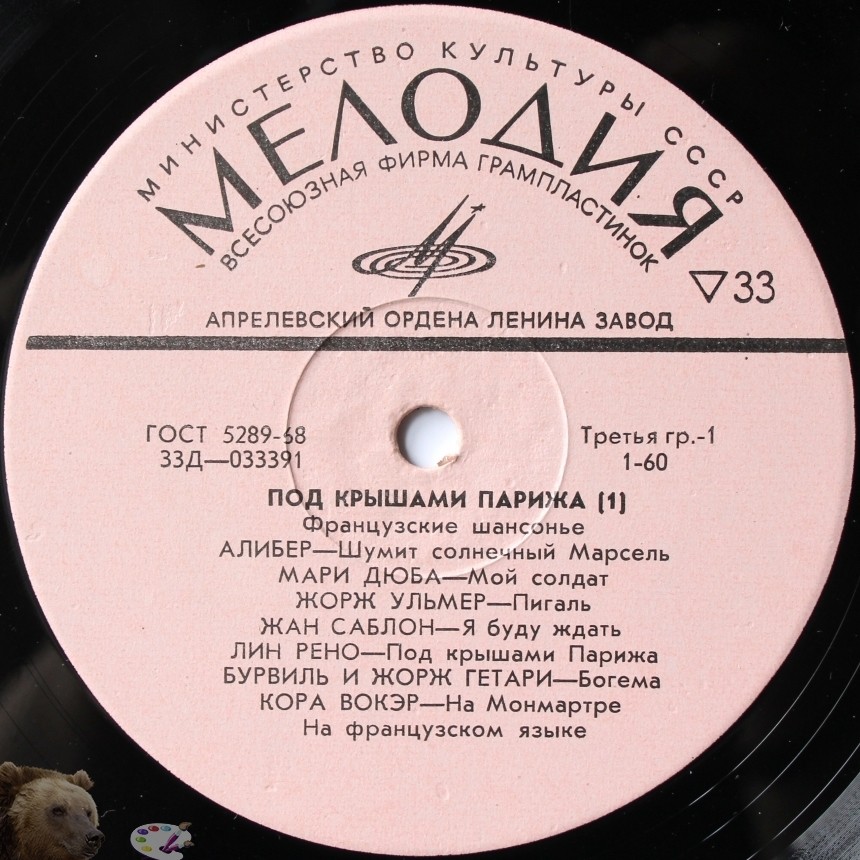 МИНИСТЕРСТВО КУЛЬТУРЫ СССР
МЕЛОДИЯ
ВСЕСОЮЗНАЯ ФИРМА ГРАМПЛАСТИНОК
33
АПРЕЛЕВСКИЙ ОРДЕНА ЛЕНИНА ЗАВОД
ГОСТ 5289-68
33Д—033391
Третья гр.-1
1-60
ПОД КРЫШАМИ ПАРИЖА (1)
Французские шансонье
АЛИБЕР—Шумит солнечный Марсель
МАРИ ДЮБА—Мой солдат
ЖОРЖ УЛЬМЕР—Пигаль
ЖАН САБЛОН—Я буду ждать
ЛИН РЕНО—Под крышами Парижа
БУРВИЛЬ И ЖОРЖ ГЕТАРИ—Богема
КОРА ВОКЭР—На Монмартре
На французском языке